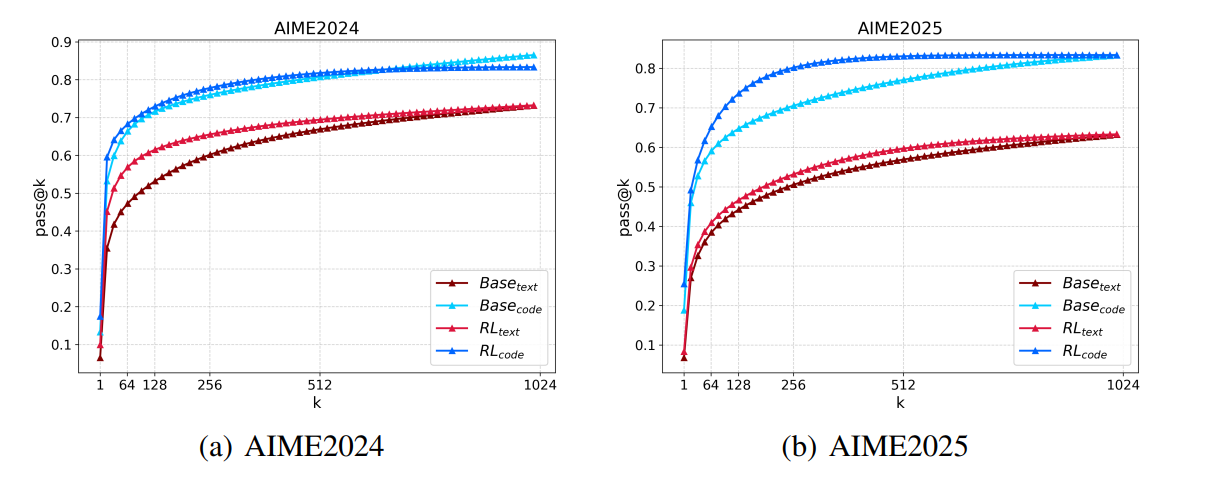 AIME2024
0.9
0.8
0.7
0.6
0.5
0.4
0.3
0.2
0.1
pass@k
1 64 128 256 512 1024
k
Base_text
Base_code
RL_text
RL_code
(a) AIME2024
AIME2025
0.8
0.7
0.6
0.5
0.4
0.3
0.2
0.1
pass@k
1 64 128 256 512 1024
k
Base_text
Base_code
RL_text
RL_code
(b) AIME2025